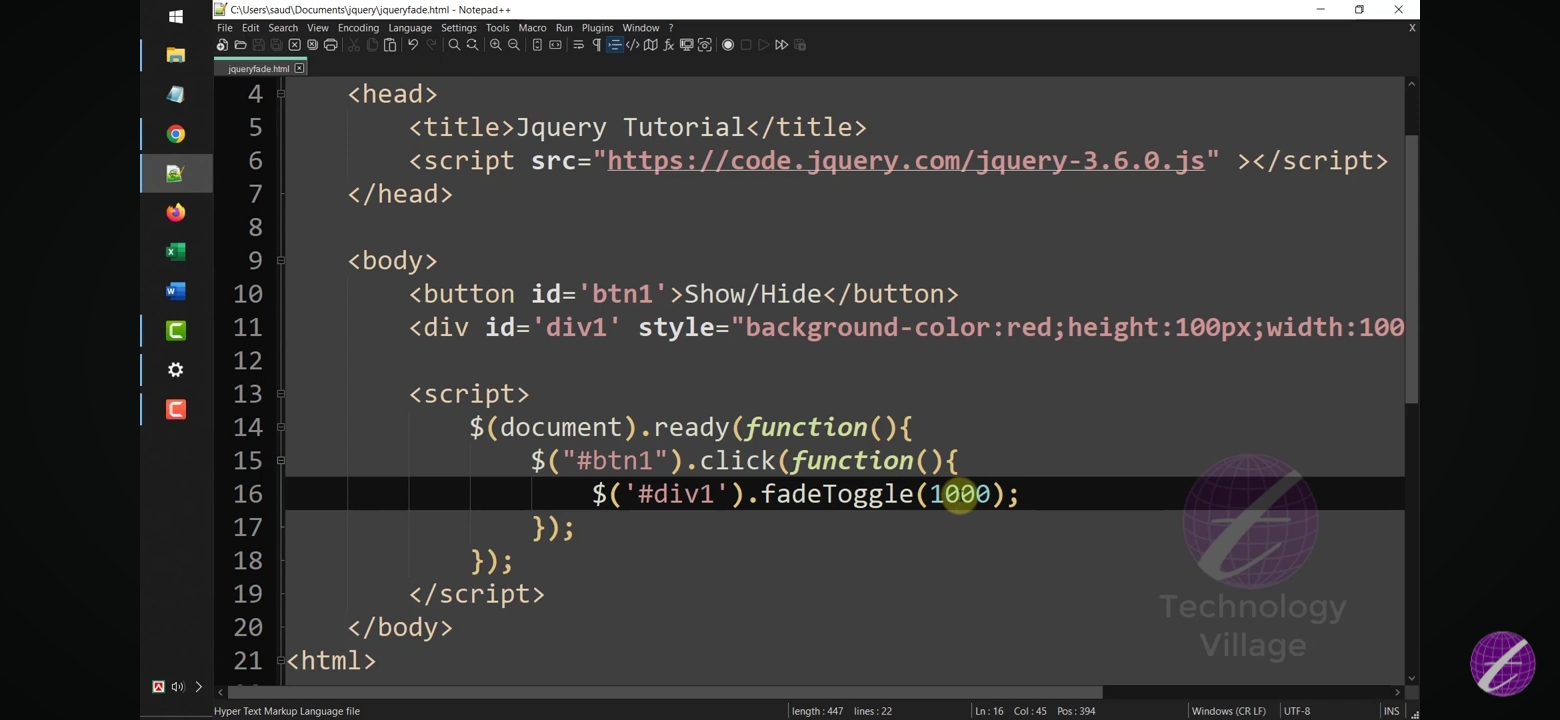 C:\Users\saud\Documents\jquery\jqueryfade.html - Notepad++
File Edit Search View Encoding Language Settings Tools Macro Run Plugins Window ? X
jqueryfade.html
4 <head>
5 <title>Jquery Tutorial</title>
6 <script src="https://code.jquery.com/jquery-3.6.0.js" ></script>
7 </head>
8
9 <body>
10 <button id='btn1'>Show/Hide</button>
11 <div id='div1' style="background-color:red;height:100px;width:100
12
13 <script>
14 $(document).ready(function(){
15 $("#btn1").click(function(){
16 $('#div1').fadeToggle(1000);
17 });
18 });
19 </script>
20 </body>
21 <html>
Technology
Village
Hyper Text Markup Language file length : 447 lines : 22 Ln : 16 Col : 45 Pos : 394 Windows (CR LF) UTF-8 INS